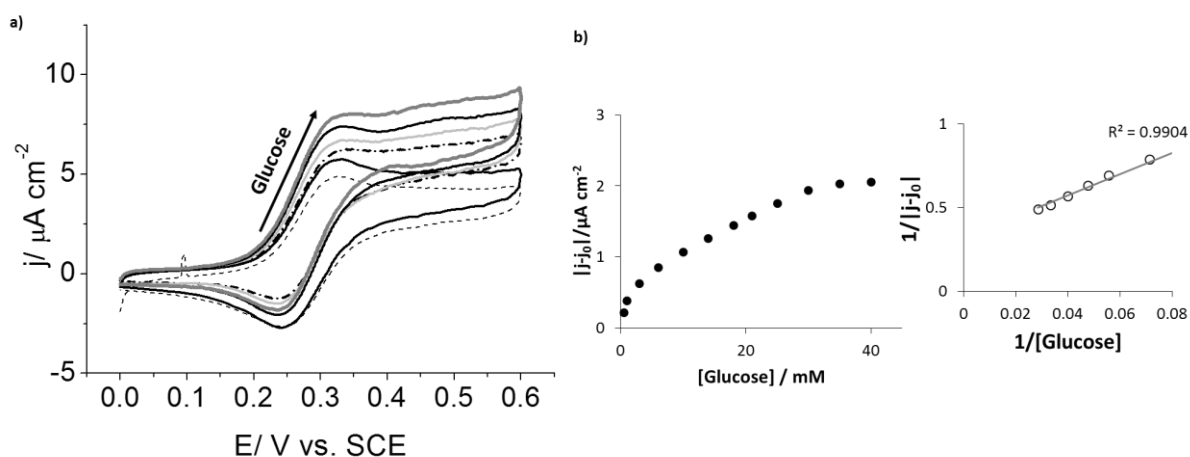 a)
j/ μA cm-2
10
5
0
-5
Glucose
0.0 0.1 0.2 0.3 0.4 0.5 0.6
E/ V vs. SCE
b)
|j-j0|/μA cm-2
3
2
1
0
0 20 40
[Glucose] / mM
1/|j-j0|
1
0.5
0
R² = 0.9904
0 0.02 0.04 0.06 0.08
1/[Glucose]